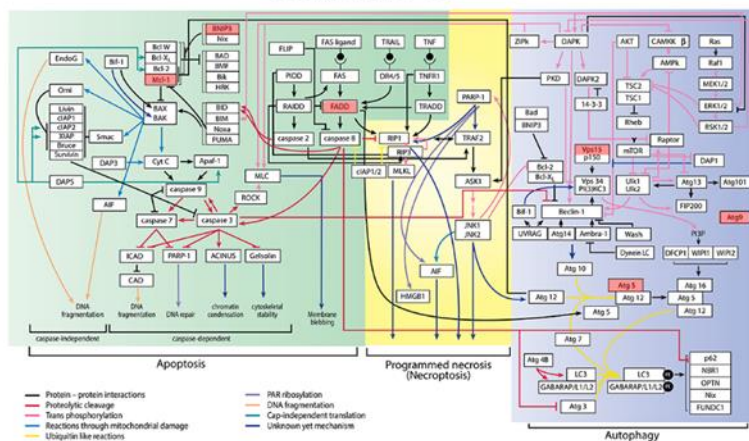 BNIP3
Nix
Bcl W
Bcl-XL
Bcl-2
Mcl-1
BAD
BMF
Bik
HRK
EndoG
Bif-1
Omi
BAX
BAK
BID
BIM
Noxa
PUMA
Livin
cIAP1
cIAP2
XIAP
Bruce
Survivin
Smac
DAP3
Cyt C
Apaf-1
DAP5
AIF
caspase 9
caspase 7
caspase 3
ICAD
CAD
PARP-1
ACINUS
Gelsolin
DNA
fragmentation
DNA
fragmentation
DNA repair
chromatin
condensation
cytoskeletal
stability
Membrane
blebbing
caspase-independent
caspase-dependent
Apoptosis
FLIP
FAS ligand
TRAIL
TNF
PIDD
FAS
DR4/5
TNFR1
RAIDD
FADD
TRADD
caspase 2
caspase 8
RIP1
RIP3
TRAF2
PARP-1
cIAP1/2
MLKL
MLC
ROCK
ASK1
JNK1
JNK2
AIF
HMGB1
Programmed necrosis
(Necroptosis)
ZIPk
DAPK
PKD
DAPK2
14-3-3
AKT
CAMKK β
AMPk
Ras
Raf1
MEK1/2
ERK1/2
RSK1/2
TSC2
TSC1
Rheb
mTOR
Raptor
Bad
BNIP3
Bcl-2
Bcl-XL
Vps15
p150
Vps 34
PI(3)KC3
DAP1
Ulk1
Ulk2
Atg13
Atg101
FIP200
Atg9
Bif-1
Beclin-1
UVRAG
Atg14
Ambra-1
Wash
Dynein LC
PI3P
DFCP1
WIPI1
WIPI2
Atg 10
Atg 12
Atg 5
Atg 12
Atg 5
Atg 16
Atg 5
Atg 12
Atg 7
Atg 4B
LC3
GABARAP/L1/L2
LC3
GABARAP/L1/L2
PE
PE
Atg 3
p62
NBR1
OPTN
Nix
FUNDC1
Autophagy
Protein – protein interactions
Proteolytic cleavage
Trans phosphorylation
Reactions through mitochondrial damage
Ubiquitin like reactions
PAR ribosylation
DNA fragmentation
Cap-independent translation
Unknown yet mechanism